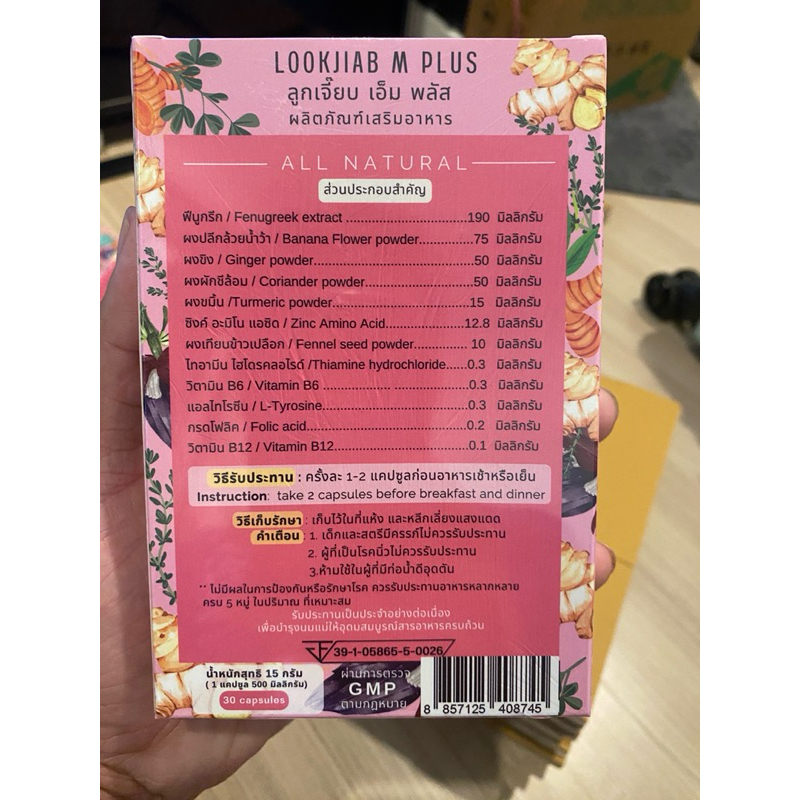 LOOKJIAB M PLUS
ลูกเจี๊ยบ เอ็ม พลัส
ผลิตภัณฑ์เสริมอาหาร
ALL NATURAL
ส่วนประกอบสำคัญ
ฟีนูกรีก / Fenugreek extract ..............................190 มิลลิกรัม
ผงปลีกล้วยน้ำว้า / Banana Flower powder..............75 มิลลิกรัม
ผงขิง / Ginger powder.......................................50 มิลลิกรัม
ผงผักชีล้อม / Coriander powder..........................50 มิลลิกรัม
ผงขมิ้น /Turmeric powder.................................15 มิลลิกรัม
ซิงค์ อะมิโน แอซิด / Zinc Amino Acid...................12.8 มิลลิกรัม
ผงเทียนข้าวเปลือก / Fennel seed powder............. 10 มิลลิกรัม
ไทอามีน ไฮโดรคลอไรด์ /Thiamine hydrochloride......0.3 มิลลิกรัม
วิตามิน B6 / Vitamin B6 ....................................0.3 มิลลิกรัม
แอลไทโรซีน / L-Tyrosine...................................0.3 มิลลิกรัม
กรดโฟลิค / Folic acid.......................................0.2 มิลลิกรัม
วิตามิน B12 / Vitamin B12.................................0.1 มิลลิกรัม
วิธีรับประทาน : ครั้งละ 1-2 แคปซูลก่อนอาหารเช้าหรือเย็น
Instruction: take 2 capsules before breakfast and dinner
วิธีเก็บรักษา : เก็บไว้ในที่แห้ง และหลีกเลี่ยงแสงแดด
คำเตือน : 1. เด็กและสตรีมีครรภ์ไม่ควรรับประทาน
2. ผู้ที่เป็นโรคนิ่วไม่ควรรับประทาน
3.ห้ามใช้ในผู้ที่มีท่อน้ำดีอุดตัน
** ไม่มีผลในการป้องกันหรือรักษาโรค ควรรับประทานอาหารหลากหลาย
ครบ 5 หมู่ ในปริมาณ ที่เหมาะสม
รับประทานเป็นประจำอย่างต่อเนื่อง
เพื่อบำรุงนมแม่ให้อุดมสมบูรณ์สารอาหารครบถ้วน
39-1-05865-5-0026
น้ำหนักสุทธิ 15 กรัม
( 1 แคปซูล 500 มิลลิกรัม)
30 capsules
ผ่านการตรวจ
GMP
ตามกฎหมาย
8 857125 408745